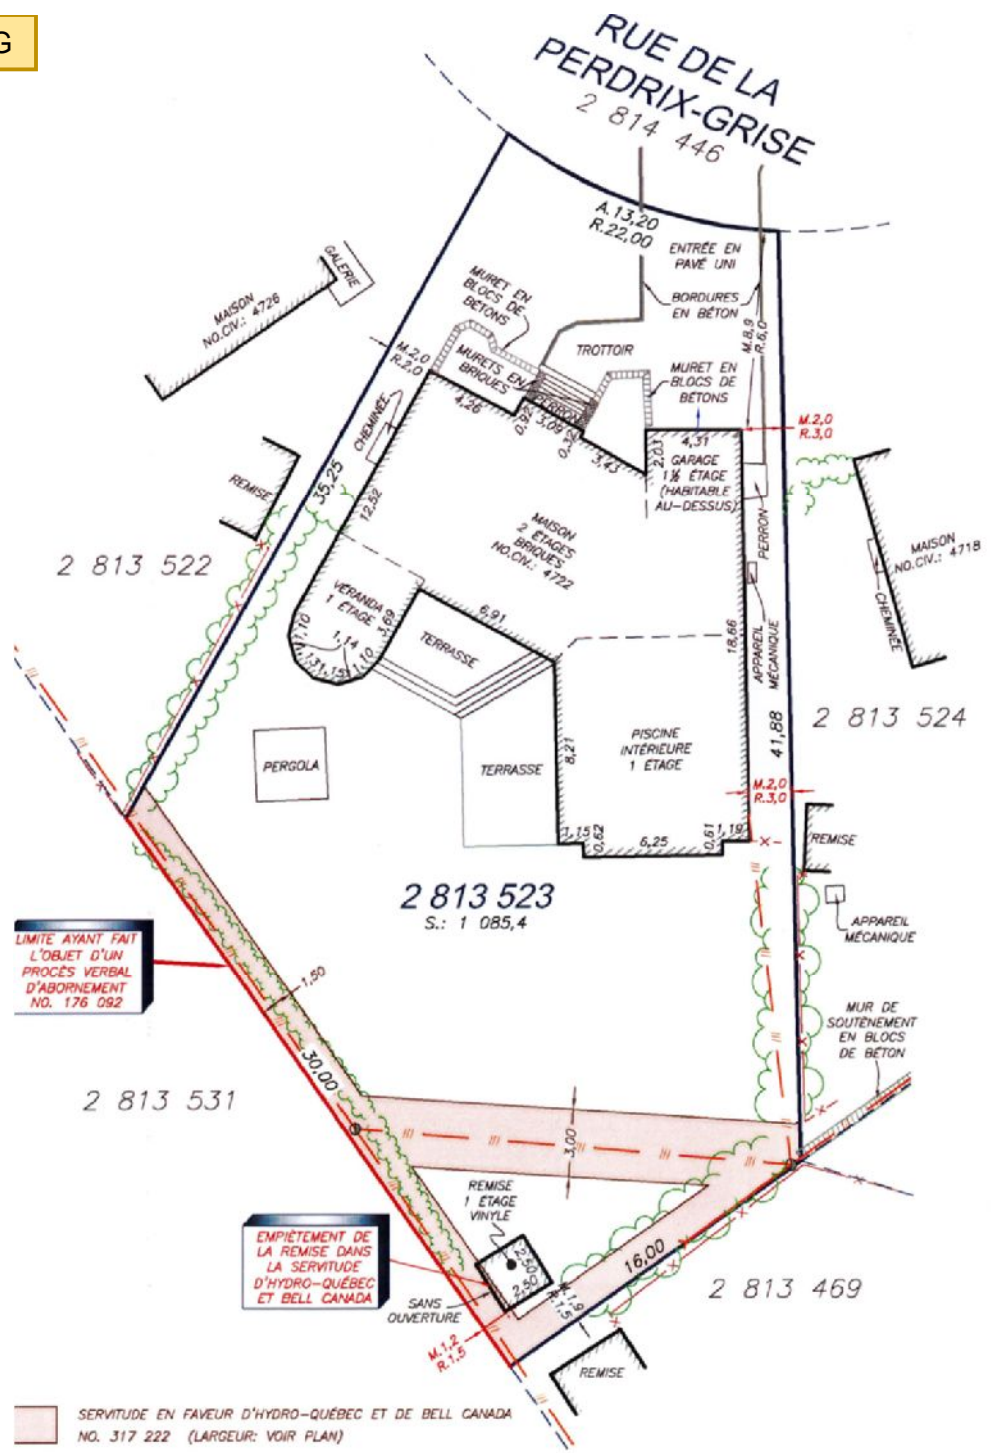 G
RUE DE LA
PERDRIX-GRISE
2 814 446
A.13,20
R.22,00
ENTRÉE EN
PAVÉ UNI
GALERIE
MAISON
NO.CIV.: 4726
MURET EN
BLOCS DE
BÉTONS
BORDURES
EN BÉTON
M.8,9
R.6,0
M.2,0
R.2,0
MURETS EN
BRIQUES
TROTTOIR
MURET EN
BLOCS DE
BÉTONS
CHEMINÉE
4,26
0,92
PERRON
3,09
0,32
3,43
2,03
4,31
M.2,0
R.3,0
GARAGE
1½ ÉTAGE
(HABITABLE
AU-DESSUS)
REMISE
35,25
12,52
MAISON
2 ÉTAGES
BRIQUES
NO.CIV.: 4722
PERRON
MAISON
NO.CIV.: 4718
CHEMINÉE
2 813 522
VÉRANDA
1 ÉTAGE
1,10
1,14
1,31
1,15
1,10
3,69
6,91
TERRASSE
18,66
APPAREIL
MÉCANIQUE
41,88
2 813 524
PERGOLA
TERRASSE
8,21
PISCINE
INTÉRIEURE
1 ÉTAGE
M.2,0
R.3,0
1,15
0,62
6,25
0,61
1,19
REMISE
2 813 523
S.: 1 085,4
APPAREIL
MÉCANIQUE
LIMITE AYANT FAIT
L'OBJET D'UN
PROCÈS VERBAL
D'ABORNEMENT
NO. 176 092
1,50
MUR DE
SOUTÈNEMENT
EN BLOCS
DE BÉTON
30,00
2 813 531
3,00
REMISE
1 ÉTAGE
VINYLE
EMPIÈTEMENT DE
LA REMISE DANS
LA SERVITUDE
D'HYDRO-QUÉBEC
ET BELL CANADA
2,50
2,50
16,00
2 813 469
SANS
OUVERTURE
M.1,9
R.1,5
M.1,2
R.1,5
REMISE
SERVITUDE EN FAVEUR D'HYDRO-QUÉBEC ET DE BELL CANADA
NO. 317 222 (LARGEUR: VOIR PLAN)